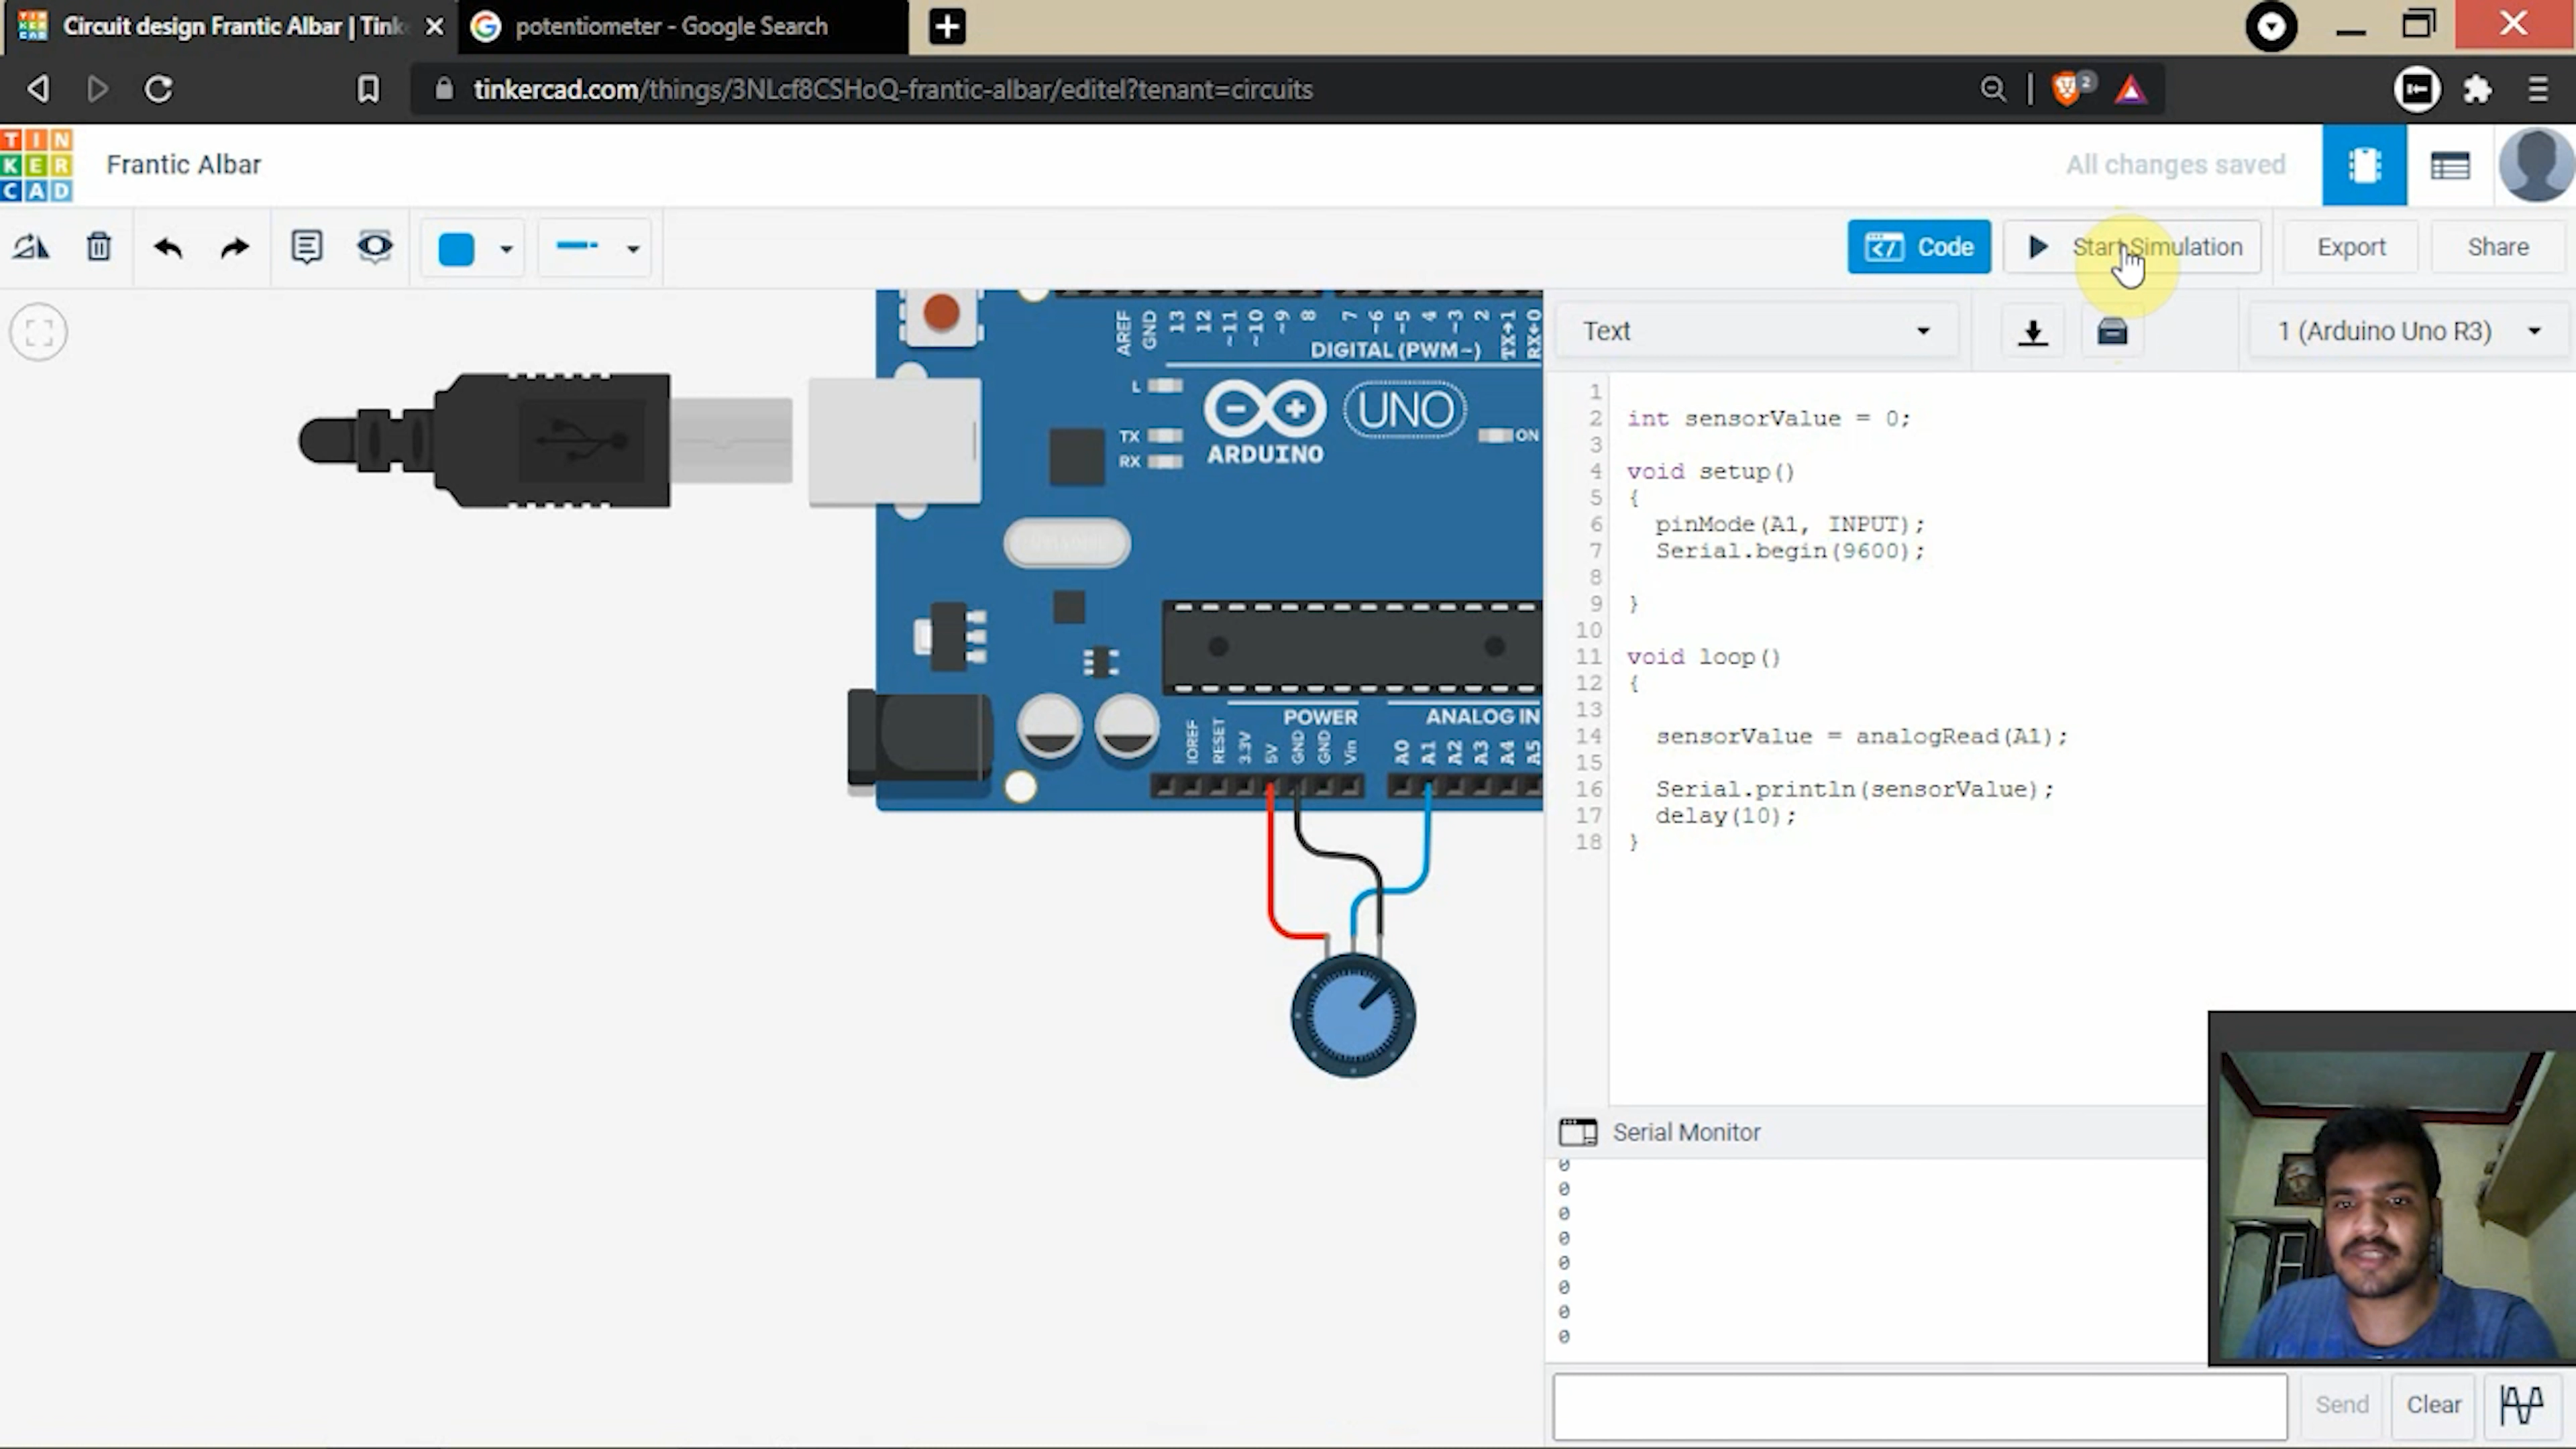 Circuit design Frantic Albar | Tink
potentiometer - Google Search
tinkercad.com/things/3NLcf8CSHoQ-frantic-albar/editel?tenant=circuits
2
TIN
KER
CAD
Frantic Albar
All changes saved
Code
Start Simulation
Export
Share
Text
1 (Arduino Uno R3)
AREF
GND
13
12
~11
~10
~9
8
7
~6
~5
4
~3
2
TX→1
RX←0
DIGITAL (PWM~)
L
TX
RX
UNO
ON
ARDUINO
POWER
ANALOG IN
IOREF
RESET
3.3V
5V
GND
GND
Vin
A0
A1
A2
A3
A4
A5
1
2 int sensorValue = 0;
3
4 void setup()
5 {
6 pinMode(A1, INPUT);
7 Serial.begin(9600);
8
9 }
10
11 void loop()
12 {
13
14 sensorValue = analogRead(A1);
15
16 Serial.println(sensorValue);
17 delay(10);
18 }
Serial Monitor
0
0
0
0
0
0
0
0
Send
Clear